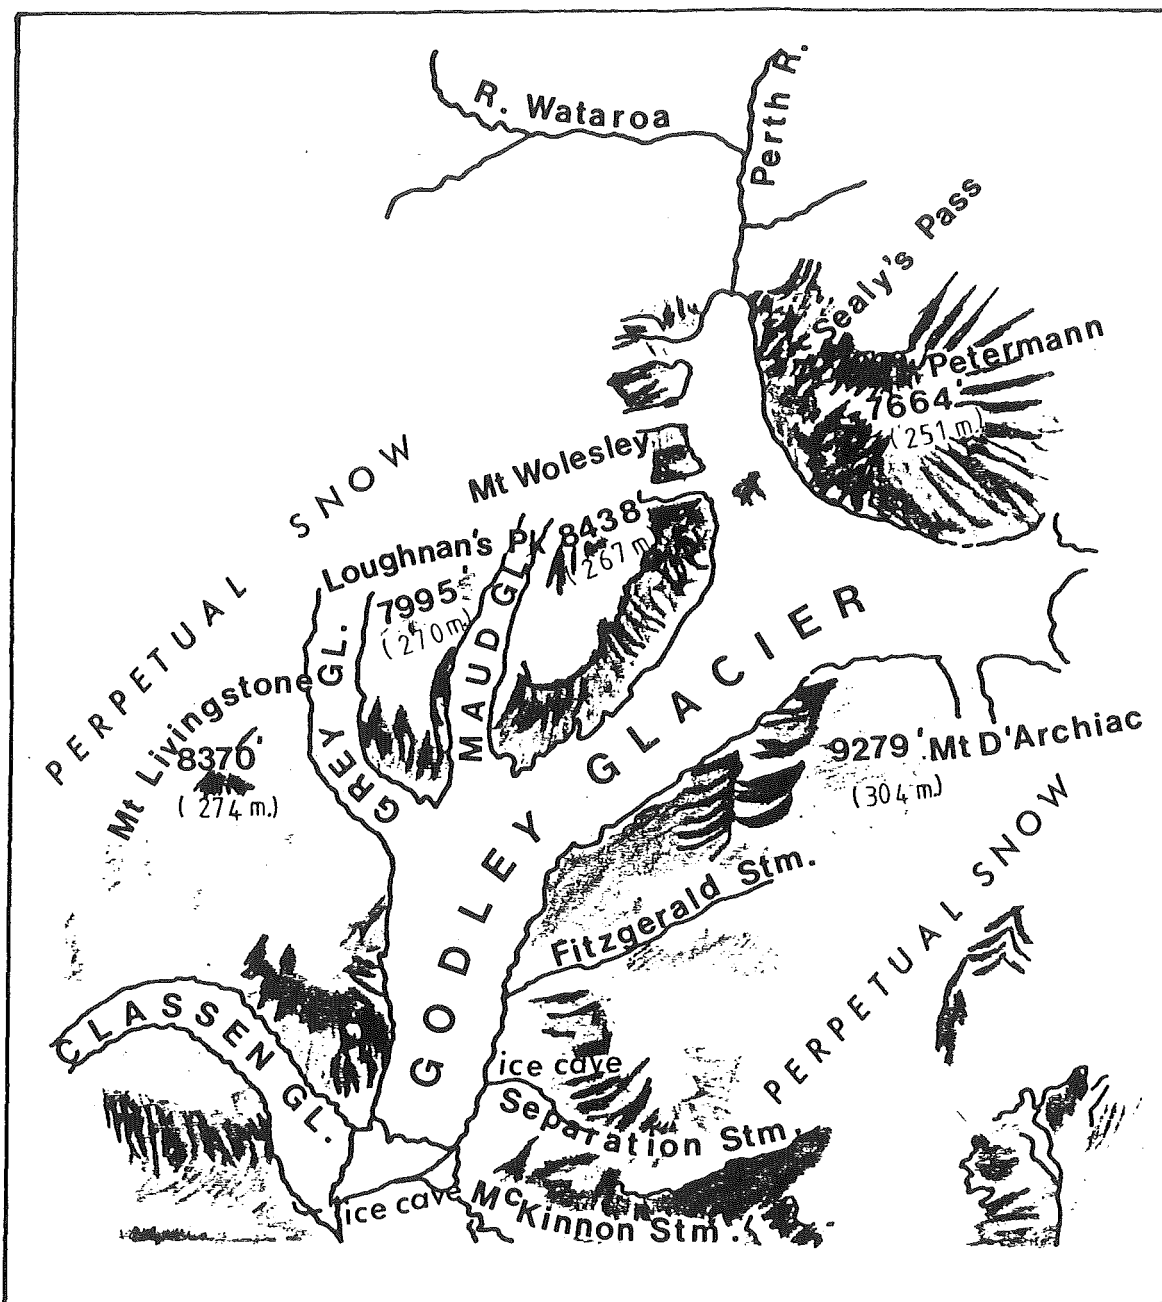 R. Wataroa
Perth R.
Sealy's Pass
Petermann
7664'
(251 m.)
Mt Wolesley
8438'
(267 m)
PERPETUAL SNOW
Loughnan's Pk
7995'
(270 m.)
MAUD GL.
GREY GL.
Mt Livingstone
8370'
(274 m.)
GODLEY GLACIER
9279' Mt D'Archiac
(304 m.)
Fitzgerald Stm.
PERPETUAL SNOW
CLASSEN GL.
ice cave
Separation Stm.
ice cave
McKinnon Stm.